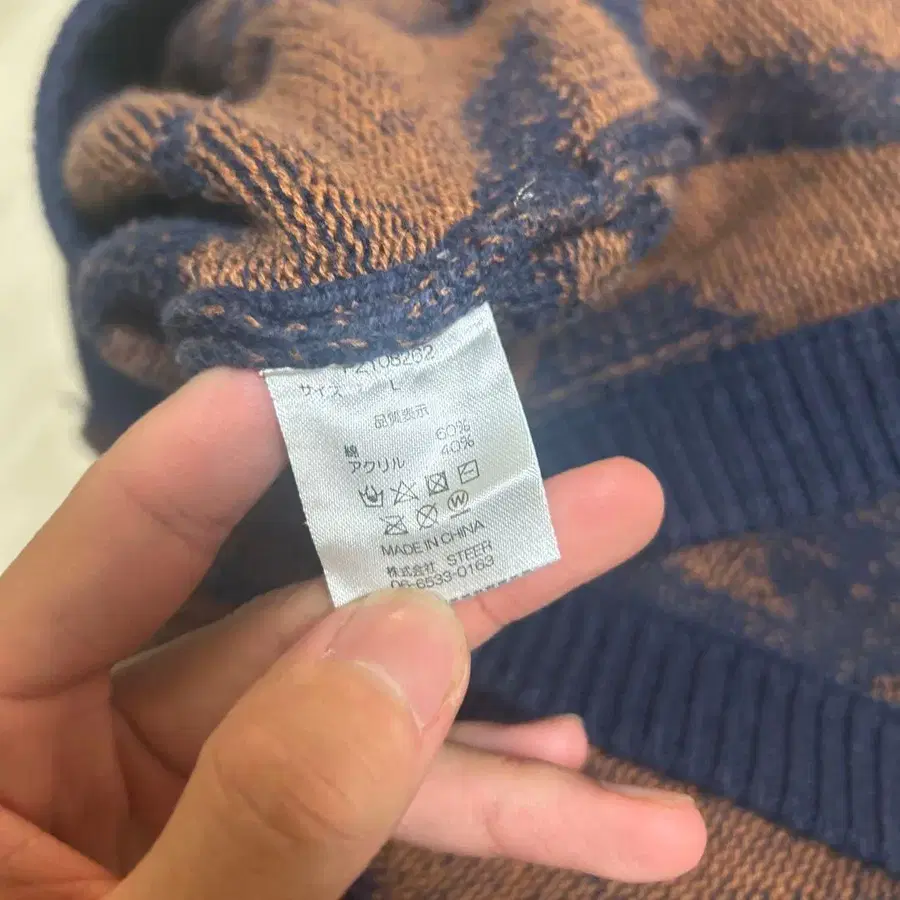 サイズ L
品質表示
綿 60%
アクリル 40%
W
MADE IN CHINA
株式会社 STEER
06-6533-0163